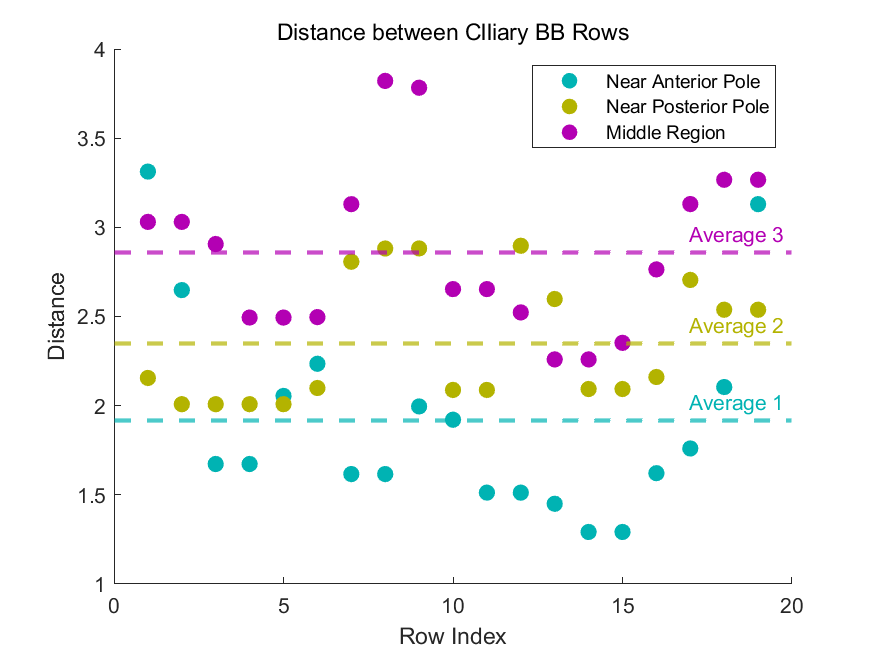 Distance between CIliary BB Rows
Near Anterior Pole
Near Posterior Pole
Middle Region
Average 3
Average 2
Average 1
Distance
4
3.5
3
2.5
2
1.5
1
0
5
10
15
20
Row Index